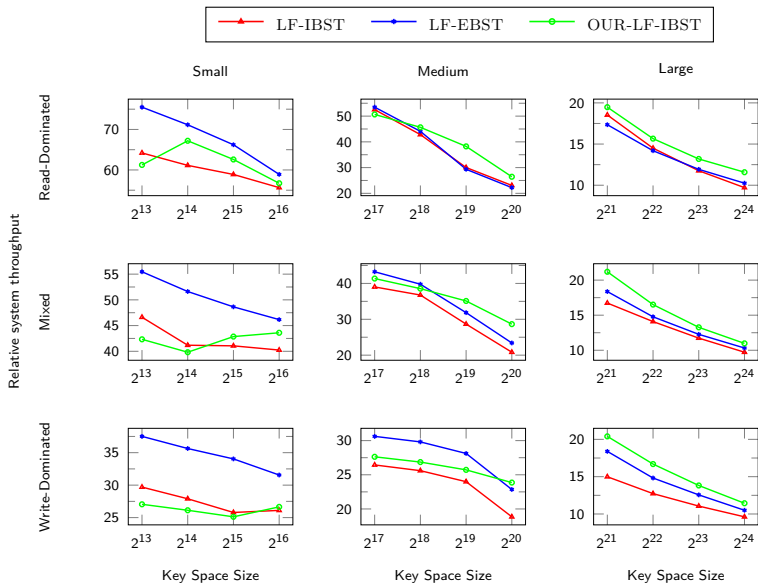 LF-IBST LF-EBST OUR-LF-IBST
Small Medium Large
Relative system throughput
Read-Dominated
70
60
2^13 2^14 2^15 2^16
50
40
30
20
2^17 2^18 2^19 2^20
20
15
10
2^21 2^22 2^23 2^24
Mixed
55
50
45
40
2^13 2^14 2^15 2^16
40
30
20
2^17 2^18 2^19 2^20
20
15
10
2^21 2^22 2^23 2^24
Write-Dominated
35
30
25
2^13 2^14 2^15 2^16
30
25
20
2^17 2^18 2^19 2^20
20
15
10
2^21 2^22 2^23 2^24
Key Space Size Key Space Size Key Space Size